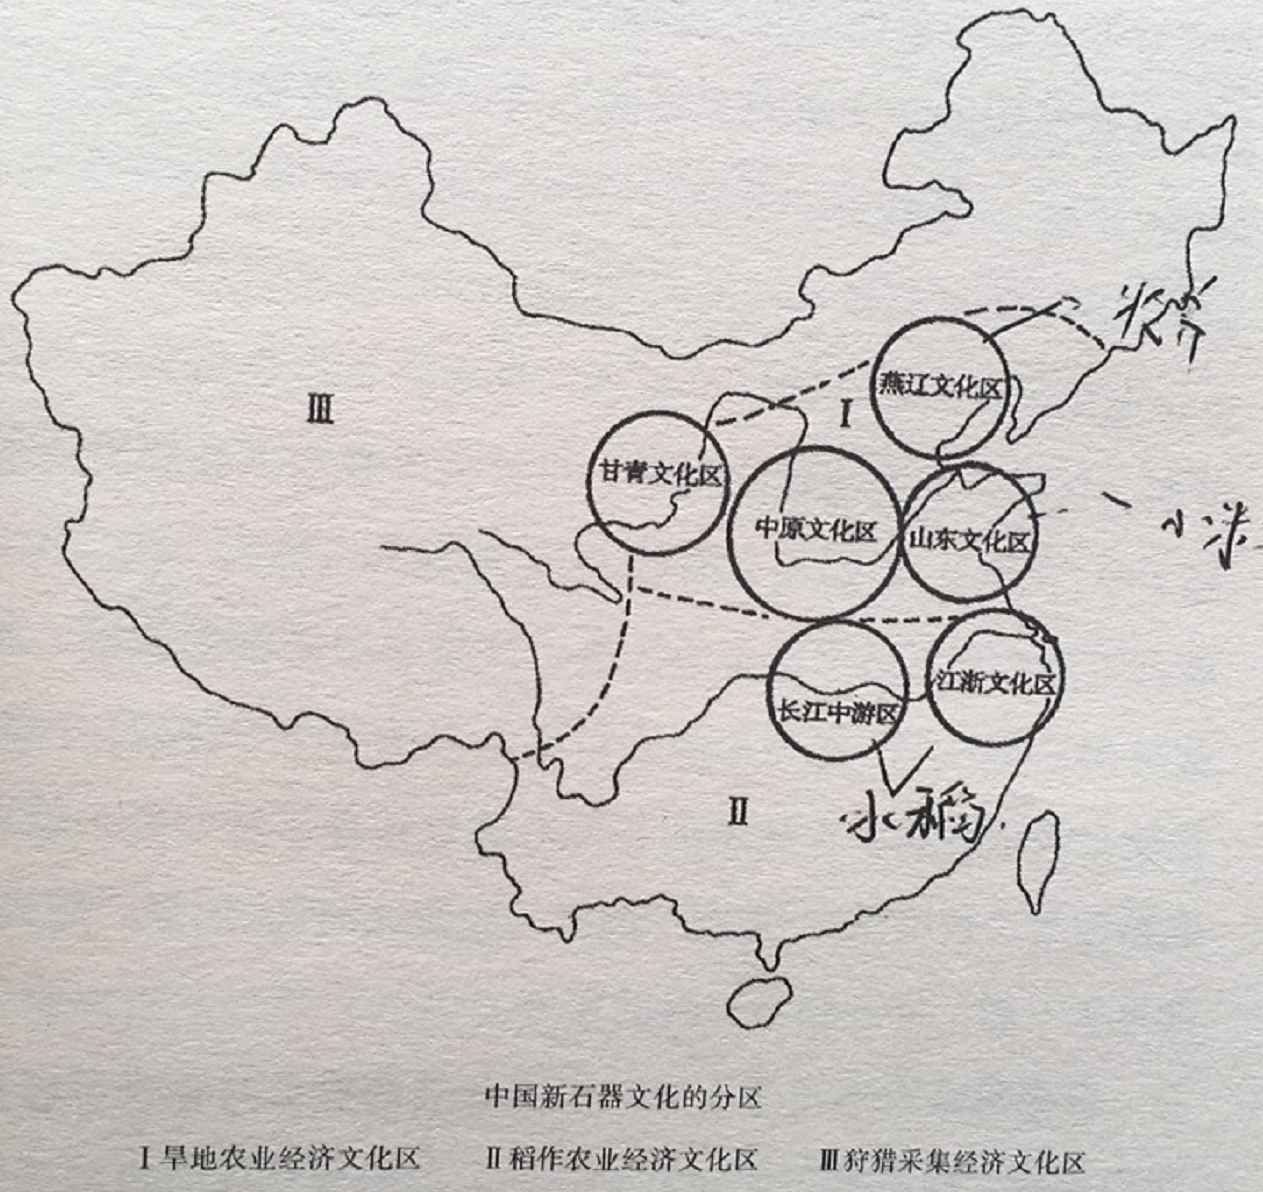 燕辽文化区
Ⅲ
Ⅰ
甘青文化区
中原文化区
山东文化区
小米
江浙文化区
长江中游区
Ⅱ
水稻
中国新石器文化的分区
Ⅰ旱地农业经济文化区 Ⅱ稻作农业经济文化区 Ⅲ狩猎采集经济文化区